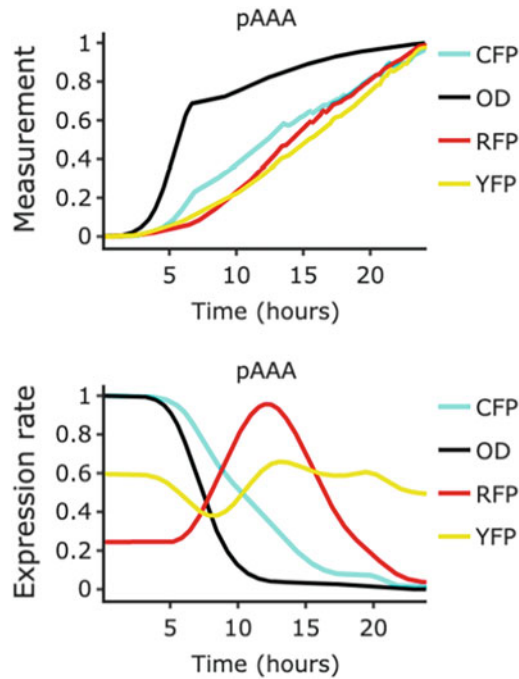 pAAA
Measurement
1
0.8
0.6
0.4
0.2
0
5 10 15 20
Time (hours)
CFP
OD
RFP
YFP
pAAA
Expression rate
1
0.8
0.6
0.4
0.2
0
5 10 15 20
Time (hours)
CFP
OD
RFP
YFP